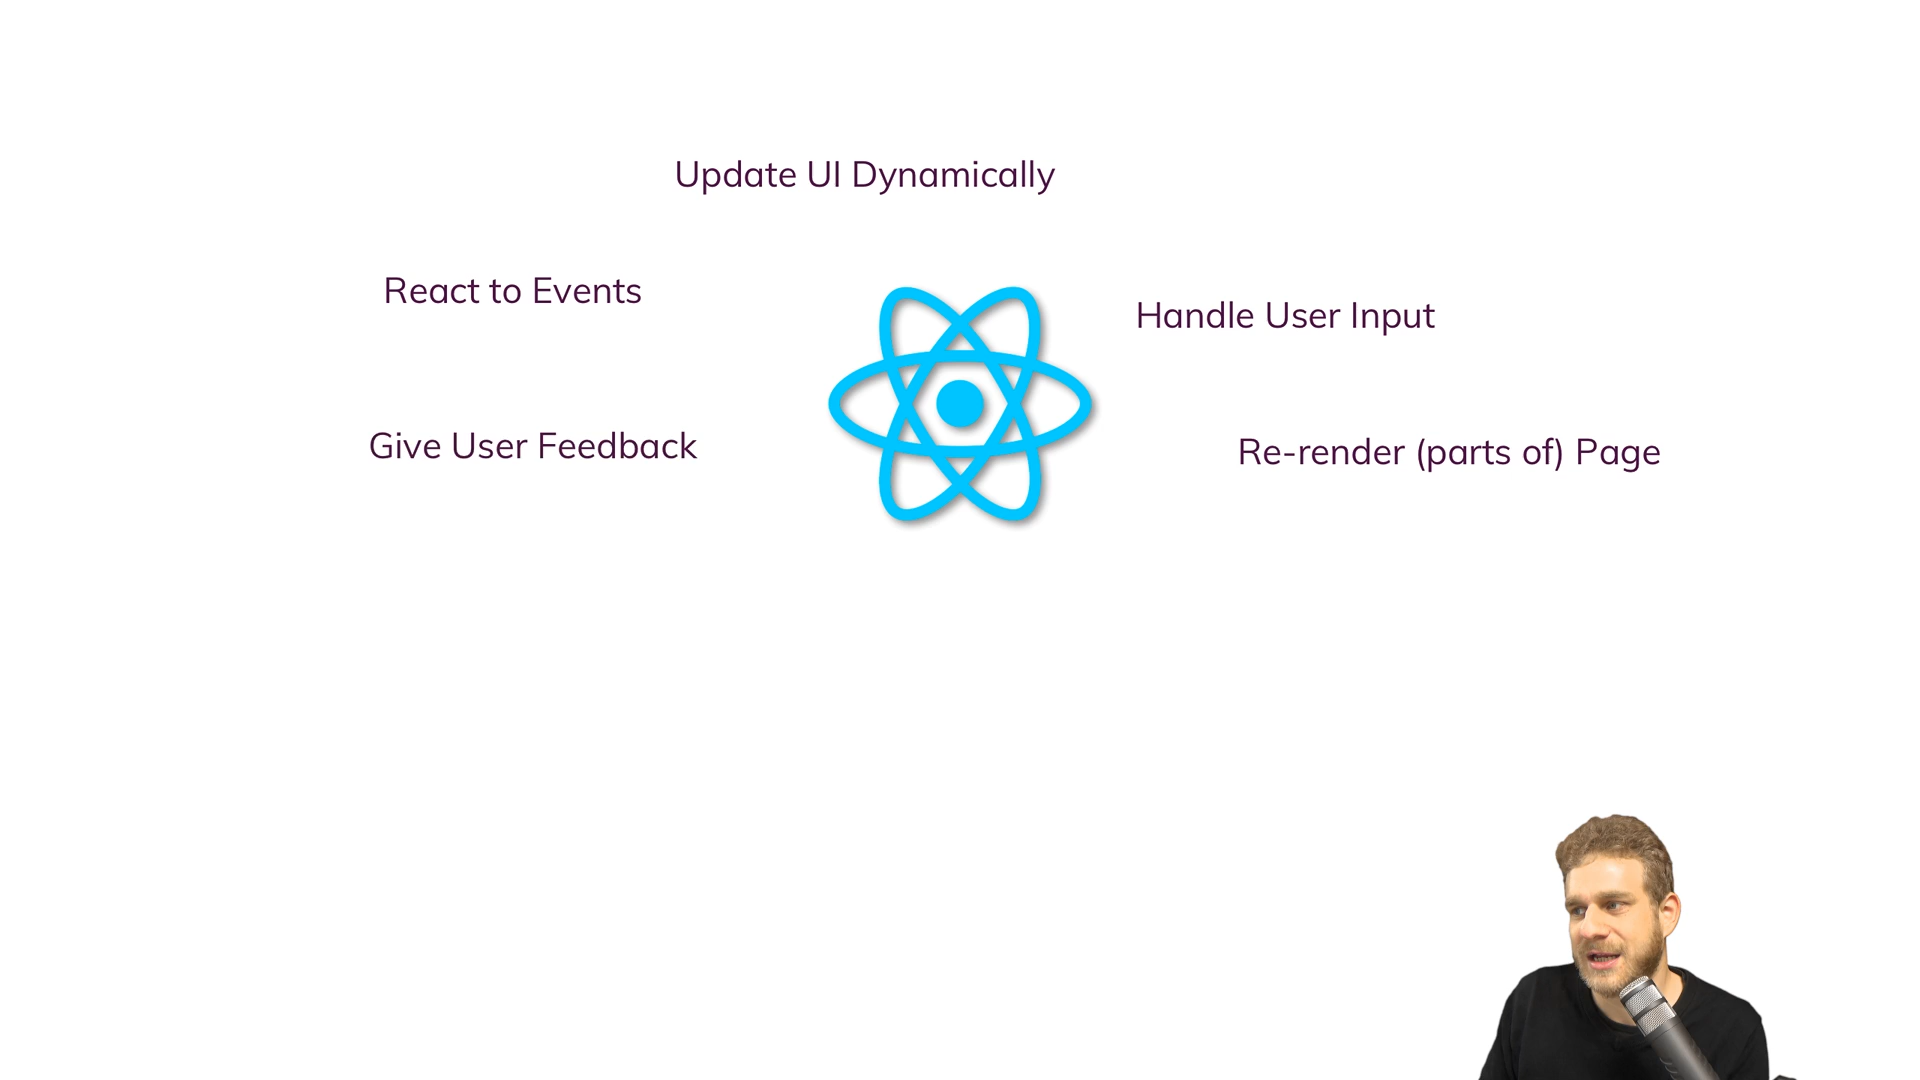 Update UI Dynamically
React to Events
Handle User Input
Give User Feedback
Re-render (parts of) Page